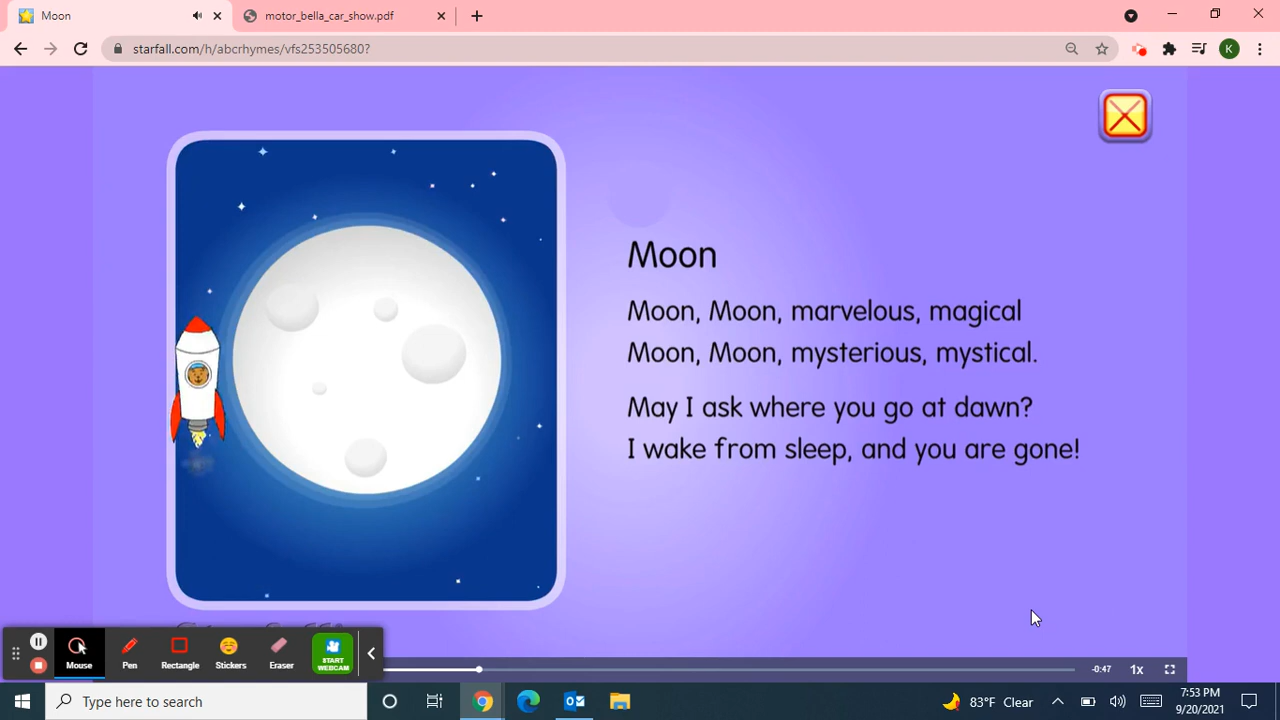 Moon
motor_bella_car_show.pdf
starfall.com/h/abcrhymes/vfs253505680?
K
Moon
Moon, Moon, marvelous, magical
Moon, Moon, mysterious, mystical.
May I ask where you go at dawn?
I wake from sleep, and you are gone!
Mouse
Pen
Rectangle
Stickers
Eraser
START
WEBCAM
-0:47
1x
Type here to search
83°F Clear
7:53 PM
9/20/2021